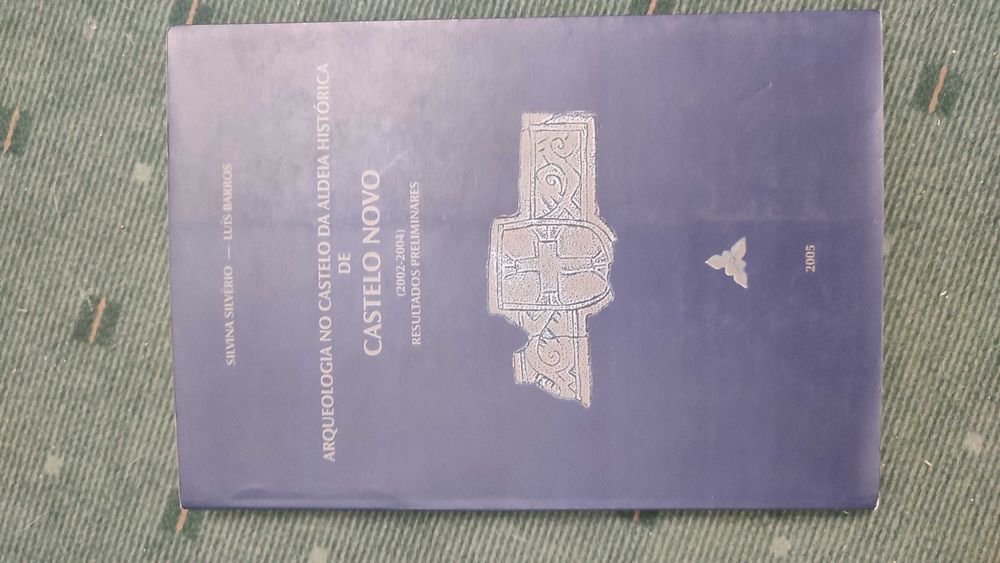 SILVINA SILVÉRIO — LUÍS BARROS
ARQUEOLOGIA NO CASTELO DA ALDEIA HISTÓRICA
DE
CASTELO NOVO
(2002-2004)
RESULTADOS PRELIMINARES
2005